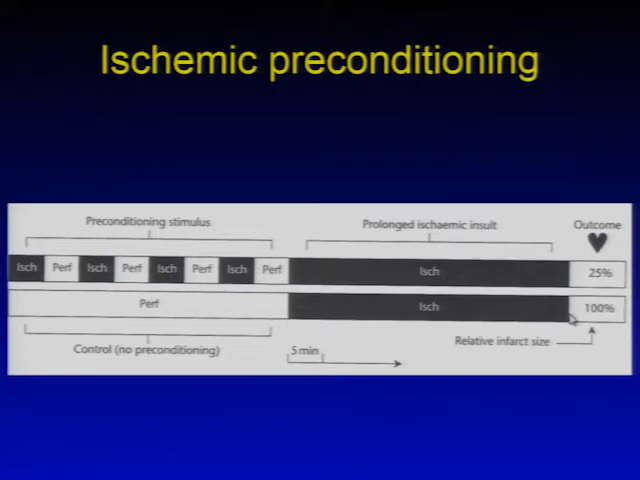 Ischemic preconditioning
Preconditioning stimulus Prolonged ischaemic insult Outcome
Isch Perf Isch Perf Isch Perf Isch Perf Isch 25%
Perf Isch 100%
Control (no preconditioning) 5 min Relative infarct size